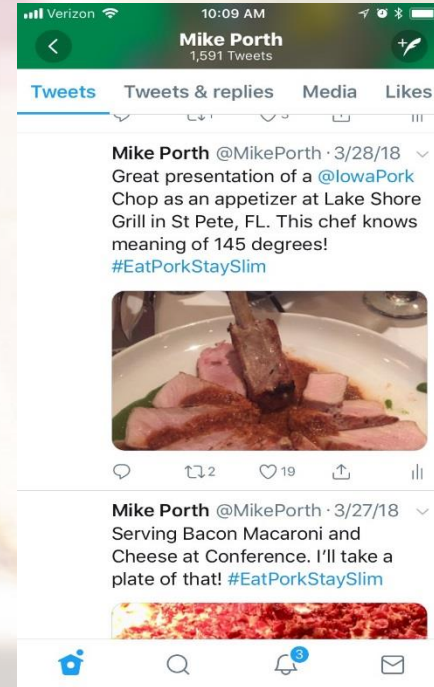 Verizon 10:09 AM
Mike Porth
1,591 Tweets
Tweets Tweets & replies Media Likes
Mike Porth @MikePorth · 3/28/18
Great presentation of a @IowaPork
Chop as an appetizer at Lake Shore
Grill in St Pete, FL. This chef knows
meaning of 145 degrees!
#EatPorkStaySlim
2 19
Mike Porth @MikePorth · 3/27/18
Serving Bacon Macaroni and
Cheese at Conference. I'll take a
plate of that! #EatPorkStaySlim
3